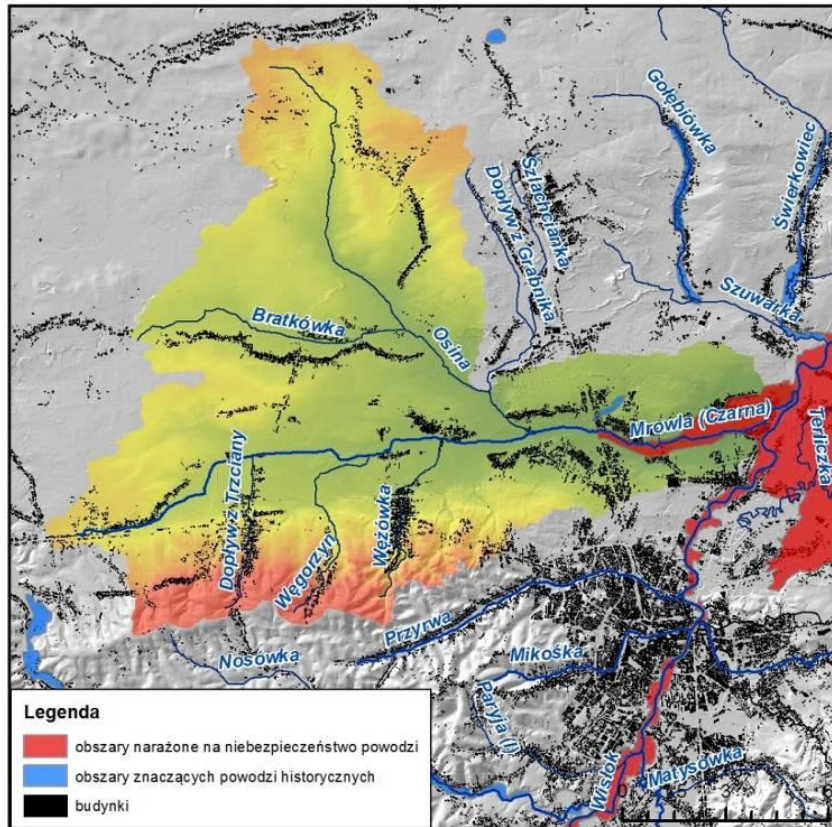 Gołębiówka
Świerkowiec
Szlachcianka
Dopływ z Grabnika
Szuwarka
Bratkówka
Osina
Mrowla (Czarna)
Terliczka
Dopływ z Trzciany
Węgorzyn
Wężówka
Przyrwa
Nosówka
Mikośka
Paryja (I)
Wisłok
Matysówka
Legenda
obszary narażone na niebezpieczeństwo powodzi
obszary znaczących powodzi historycznych
budynki